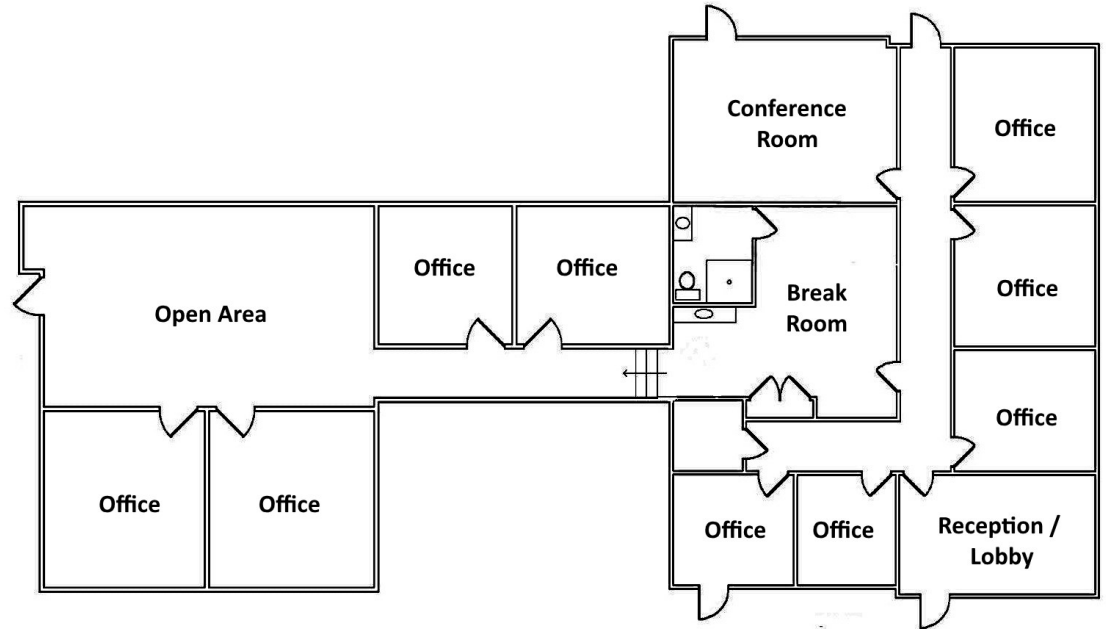 Conference
Room
Office
Office
Office
Open Area
Break
Room
Office
Office
Office
Office
Office
Office
Reception /
Lobby